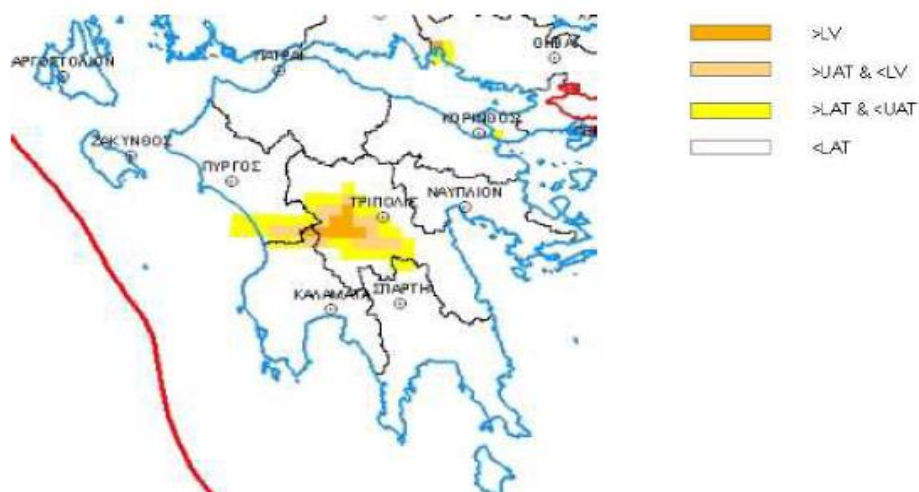 ΘΗΒΑΙ
ΠΑΤΡΑΙ
ΑΡΓΟΣΤΟΛΙΟΝ
ΚΟΡΙΝΘΟΣ
ΖΑΚΥΝΘΟΣ
ΠΥΡΓΟΣ
ΝΑΥΠΛΙΟΝ
ΤΡΙΠΟΛΙΣ
ΚΑΛΑΜΑΤΑ
ΣΠΑΡΤΗ
>LV
>UAT & <LV
>LAT & <UAT
<LAT